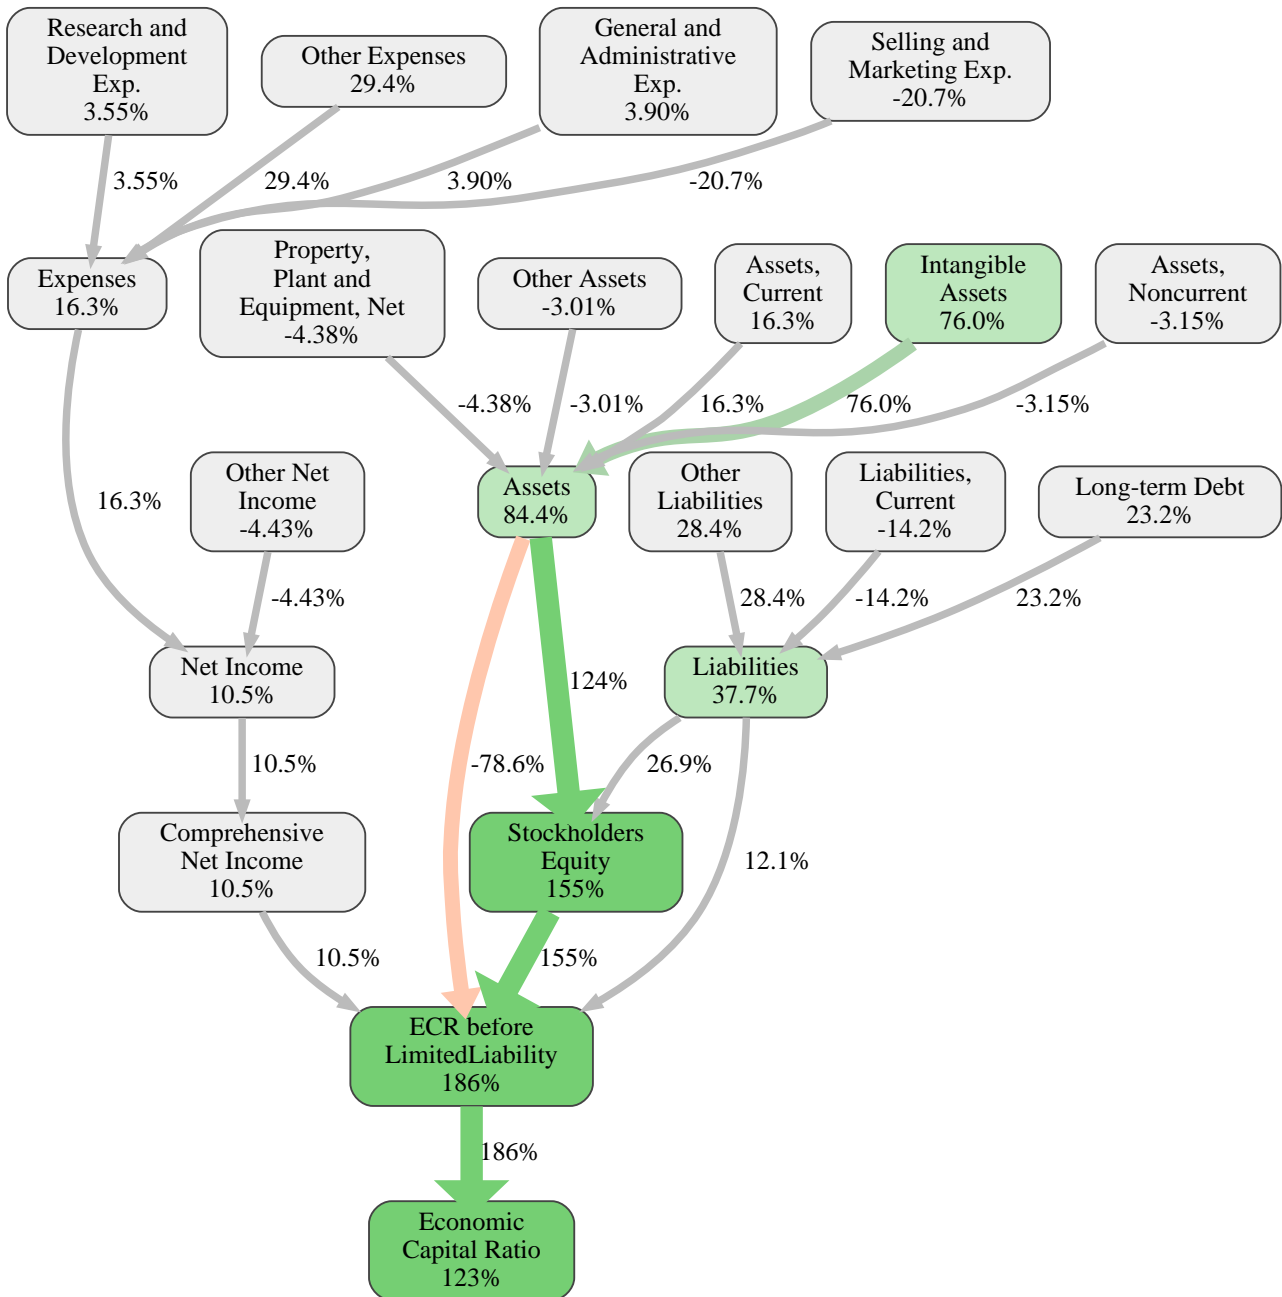 Research and
Development
Exp.
3.55%
Other Expenses
29.4%
General and
Administrative
Exp.
3.90%
Selling and
Marketing Exp.
-20.7%
3.55%
29.4%
3.90%
-20.7%
Expenses
16.3%
Property,
Plant and
Equipment, Net
-4.38%
Other Assets
-3.01%
Assets,
Current
16.3%
Intangible
Assets
76.0%
Assets,
Noncurrent
-3.15%
-4.38%
-3.01%
16.3%
76.0%
-3.15%
16.3%
Other Net
Income
-4.43%
Assets
84.4%
Other
Liabilities
28.4%
Liabilities,
Current
-14.2%
Long-term Debt
23.2%
-4.43%
28.4%
-14.2%
23.2%
Net Income
10.5%
124%
Liabilities
37.7%
10.5%
-78.6%
26.9%
Comprehensive
Net Income
10.5%
Stockholders
Equity
155%
12.1%
10.5%
155%
ECR before
LimitedLiability
186%
186%
Economic
Capital Ratio
123%